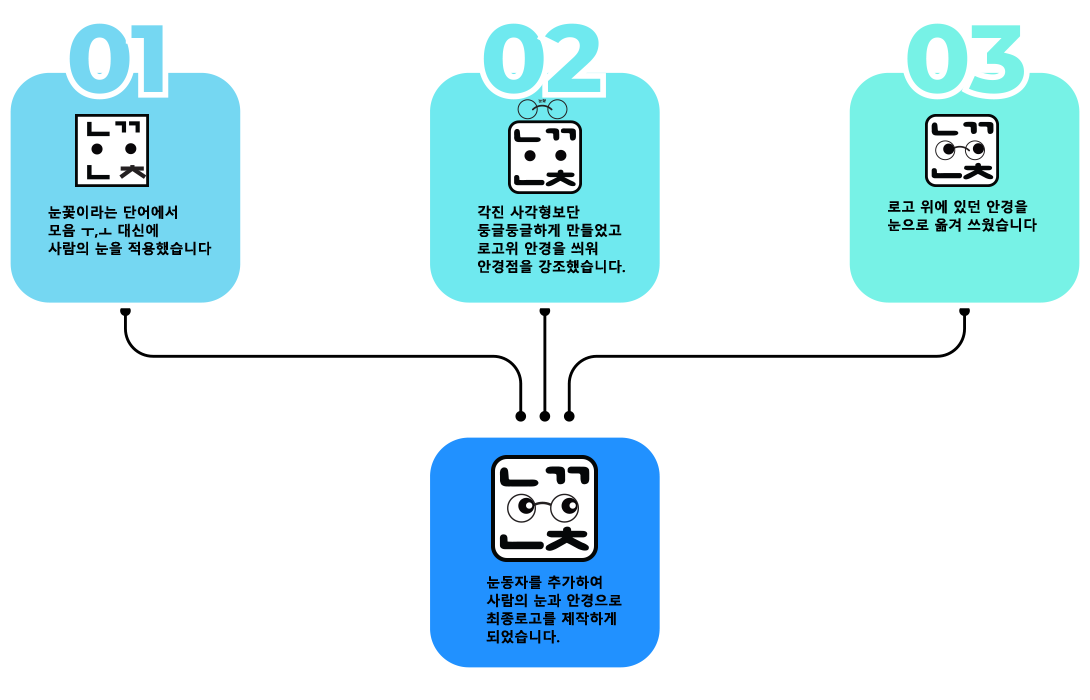 01
ㄴㄲ
ㄴㅊ
눈꽃이라는 단어에서
모음 ㅜ,ㅗ 대신에
사람의 눈을 적용했습니다
02
ㄴㄲ
ㄴㅊ
각진 사각형보단
둥글둥글하게 만들었고
로고위 안경을 씌워
안경점을 강조했습니다.
03
ㄴㄲ
ㄴㅊ
로고 위에 있던 안경을
눈으로 옮겨 쓰웠습니다
ㄴㄲ
ㄴㅊ
눈동자를 추가하여
사람의 눈과 안경으로
최종로고를 제작하게
되었습니다.